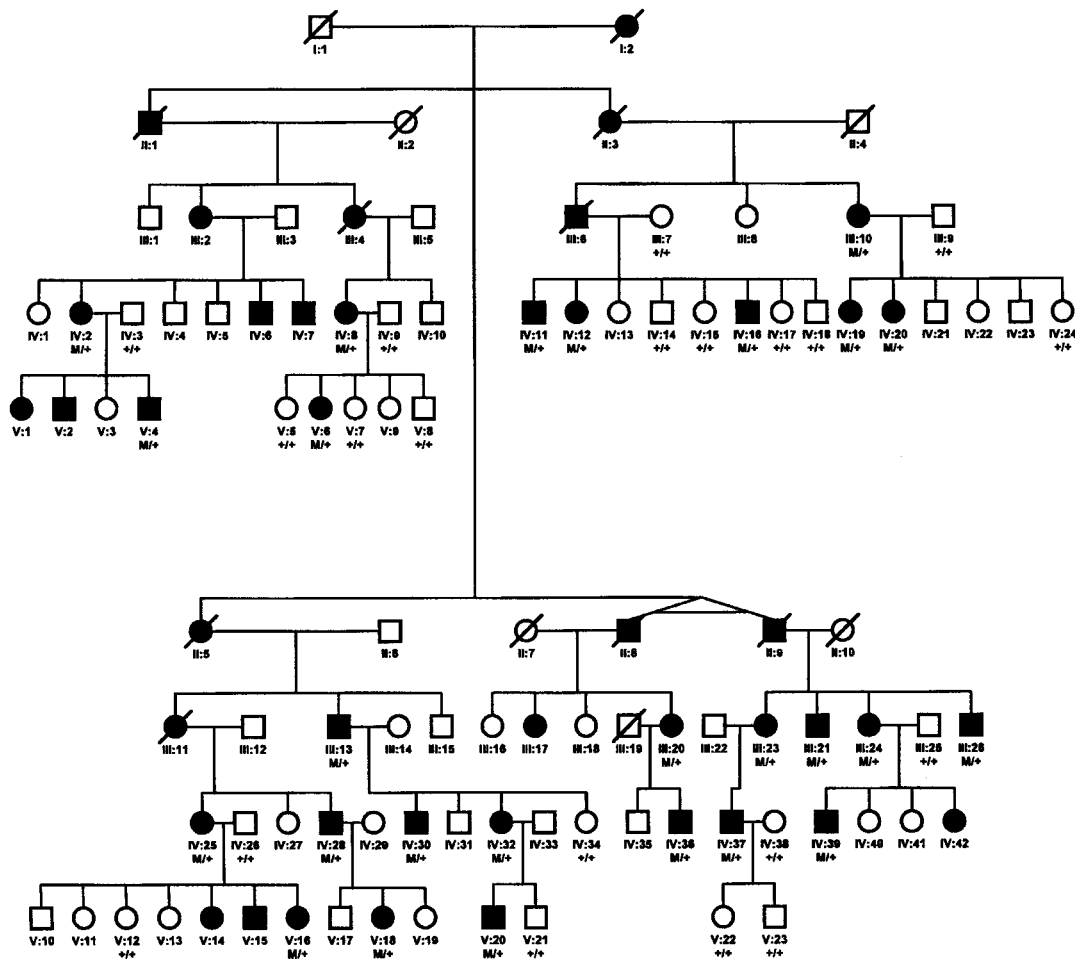 I:1 I:2
II:1 II:2 II:3 II:4
III:1 III:2 III:3 III:4 III:5 III:6 III:7 III:8 III:10 III:9
+/+ M/+ +/+
IV:1 IV:2 IV:3 IV:4 IV:5 IV:6 IV:7 IV:8 IV:9 IV:10 IV:11 IV:12 IV:13 IV:14 IV:15 IV:16 IV:17 IV:18 IV:19 IV:20 IV:21 IV:22 IV:23 IV:24
M/+ +/+ M/+ +/+ M/+ M/+ +/+ +/+ M/+ +/+ +/+ M/+ M/+ +/+
V:1 V:2 V:3 V:4 V:5 V:6 V:7 V:9 V:8
M/+ +/+ M/+ +/+ +/+
II:5 II:6 II:7 II:8 II:9 II:10
III:11 III:12 III:13 III:14 III:15 III:16 III:17 III:18 III:19 III:20 III:22 III:23 III:21 III:24 III:25 III:26
M/+ M/+ M/+ M/+ M/+ +/+ M/+
IV:25 IV:26 IV:27 IV:28 IV:29 IV:30 IV:31 IV:32 IV:33 IV:34 IV:35 IV:36 IV:37 IV:38 IV:39 IV:40 IV:41 IV:42
M/+ +/+ M/+ M/+ M/+ +/+ M/+ M/+ +/+ M/+
V:10 V:11 V:12 V:13 V:14 V:15 V:16 V:17 V:18 V:19 V:20 V:21 V:22 V:23
+/+ M/+ M/+ M/+ +/+ +/+ +/+